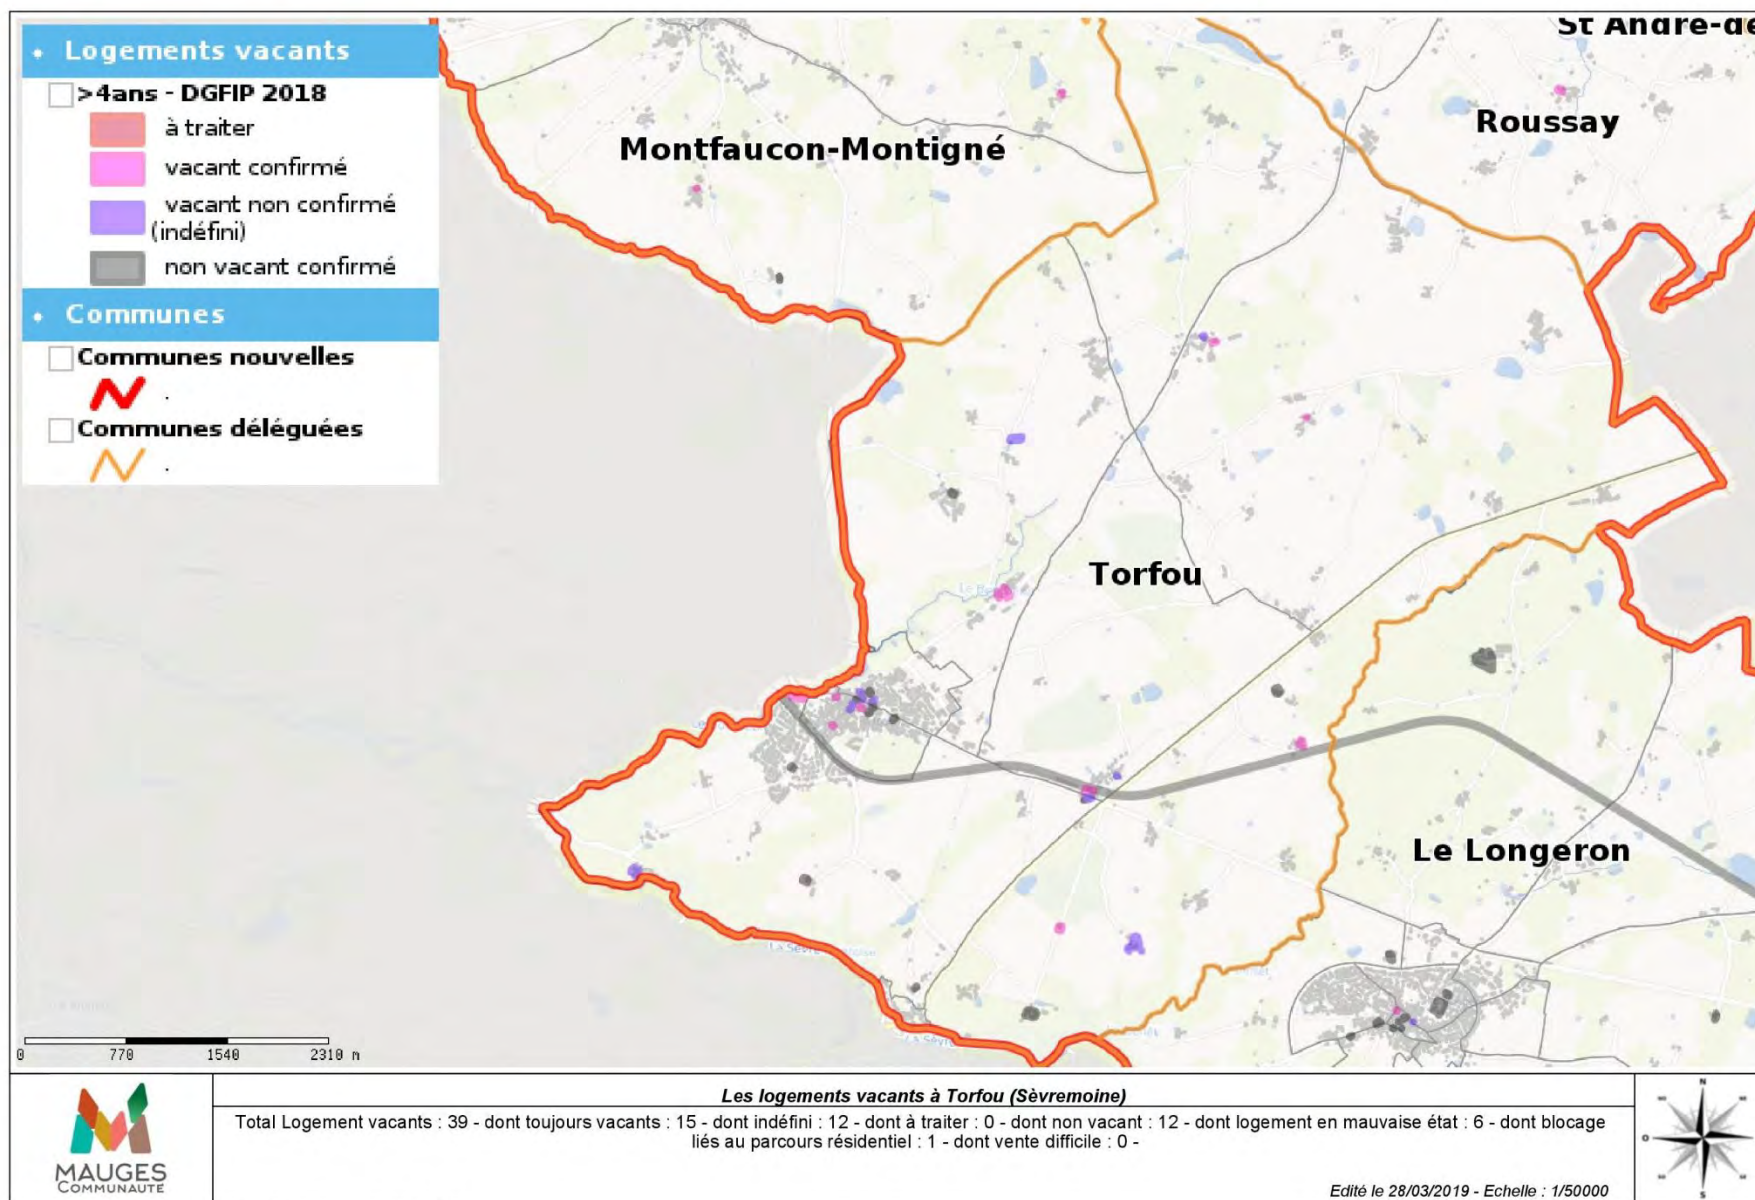 Logements vacants
>4ans - DGFIP 2018
à traiter
vacant confirmé
vacant non confirmé
(indéfini)
non vacant confirmé
Communes
Communes nouvelles
.
Communes déléguées
.
St André-de
Roussay
Montfaucon-Montigné
Torfou
Le Longeron
La Sèvre
0 770 1540 2310 m
MAUGES
COMMUNAUTÉ
Les logements vacants à Torfou (Sèvremoine)
Total Logement vacants : 39 - dont toujours vacants : 15 - dont indéfini : 12 - dont à traiter : 0 - dont non vacant : 12 - dont logement en mauvaise état : 6 - dont blocage
liés au parcours résidentiel : 1 - dont vente difficile : 0 -
Edité le 28/03/2019 - Echelle : 1/50000
N
O
E
S